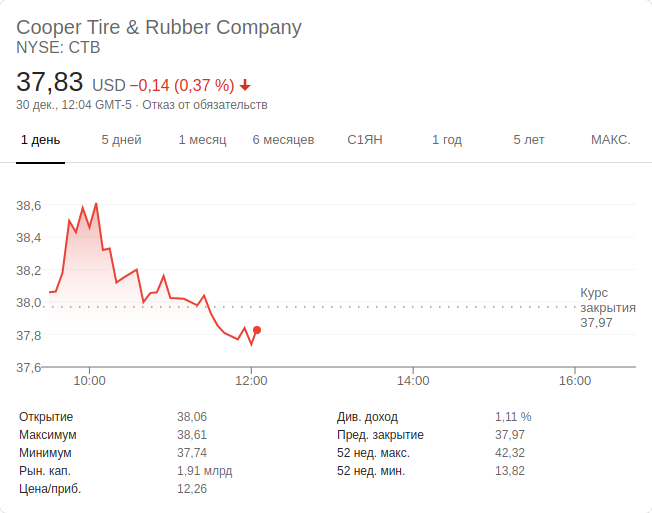 Cooper Tire & Rubber Company
NYSE: CTB
37,83 USD −0,14 (0,37 %)
30 дек., 12:04 GMT-5 · Отказ от обязательств
1 день 5 дней 1 месяц 6 месяцев С1ЯН 1 год 5 лет МАКС.
38,6
38,4
38,2
38,0
37,8
37,6
Курс
закрытия
37,97
10:00 12:00 14:00 16:00
Открытие 38,06
Максимум 38,61
Минимум 37,74
Рын. кап. 1,91 млрд
Цена/приб. 12,26
Див. доход 1,11 %
Пред. закрытие 37,97
52 нед. макс. 42,32
52 нед. мин. 13,82